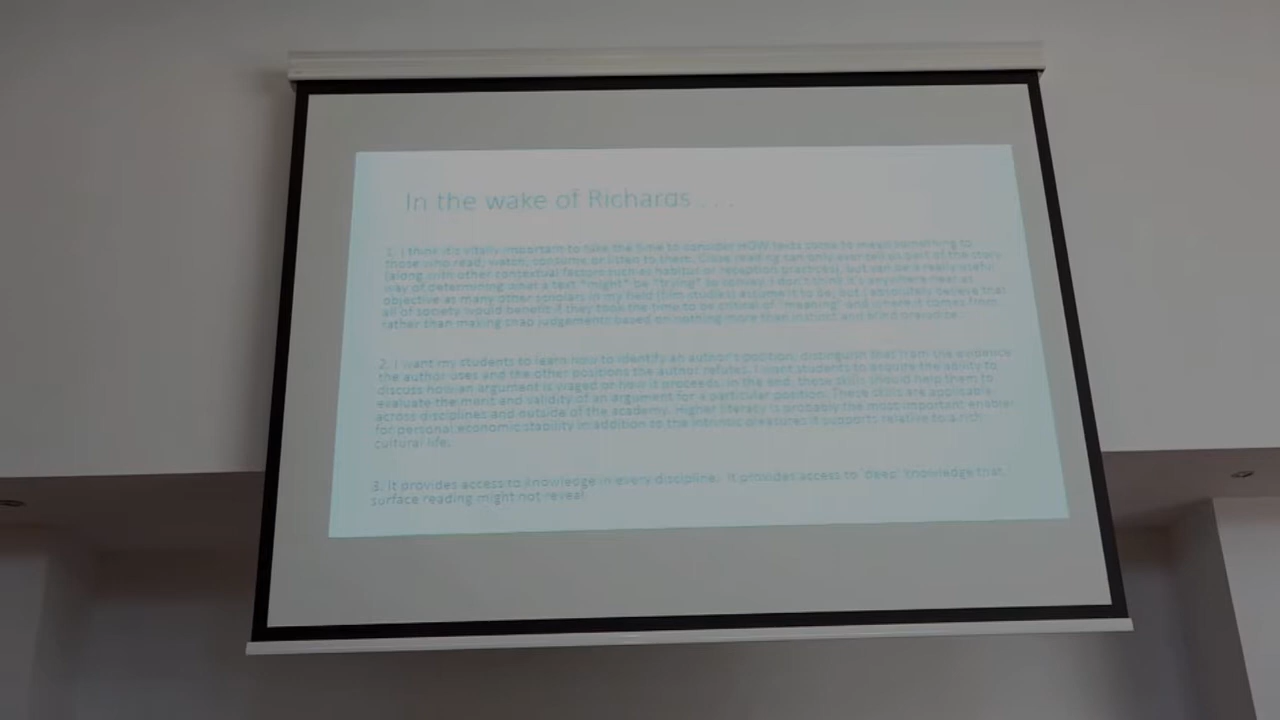 In the wake of Richards . . .
1. I think it's vitally important to take the time to consider HOW texts come to mean something to
those who read, watch, consume or listen to them. Close reading can only ever tell us part of the story
(along with other contextual factors such as habitus or reception practices), but can be a really useful
way of determining what a text "might" be "trying" to convey. I don't think it's anywhere near as
objective as many other scholars in my field (film studies) assume it to be, but I absolutely believe that
all of society would benefit if they took the time to be critical of "meaning" and where it comes from
rather than making snap judgements based on nothing more than instinct and blind prejudice.
2. I want my students to learn how to identify an author's position, distinguish that from the evidence
the author uses and the other positions the author refutes. I want students to acquire the ability to
discuss how an argument is waged or how it proceeds. In the end, these skills should help them to
evaluate the merit and validity of an argument for a particular position. These skills are applicable
across disciplines and outside of the academy. Higher literacy is probably the most important enabler
for personal economic stability in addition to the intrinsic pleasures it supports relative to a rich
cultural life.
3. It provides access to knowledge in every discipline. It provides access to 'deep' knowledge that
surface reading might not reveal.